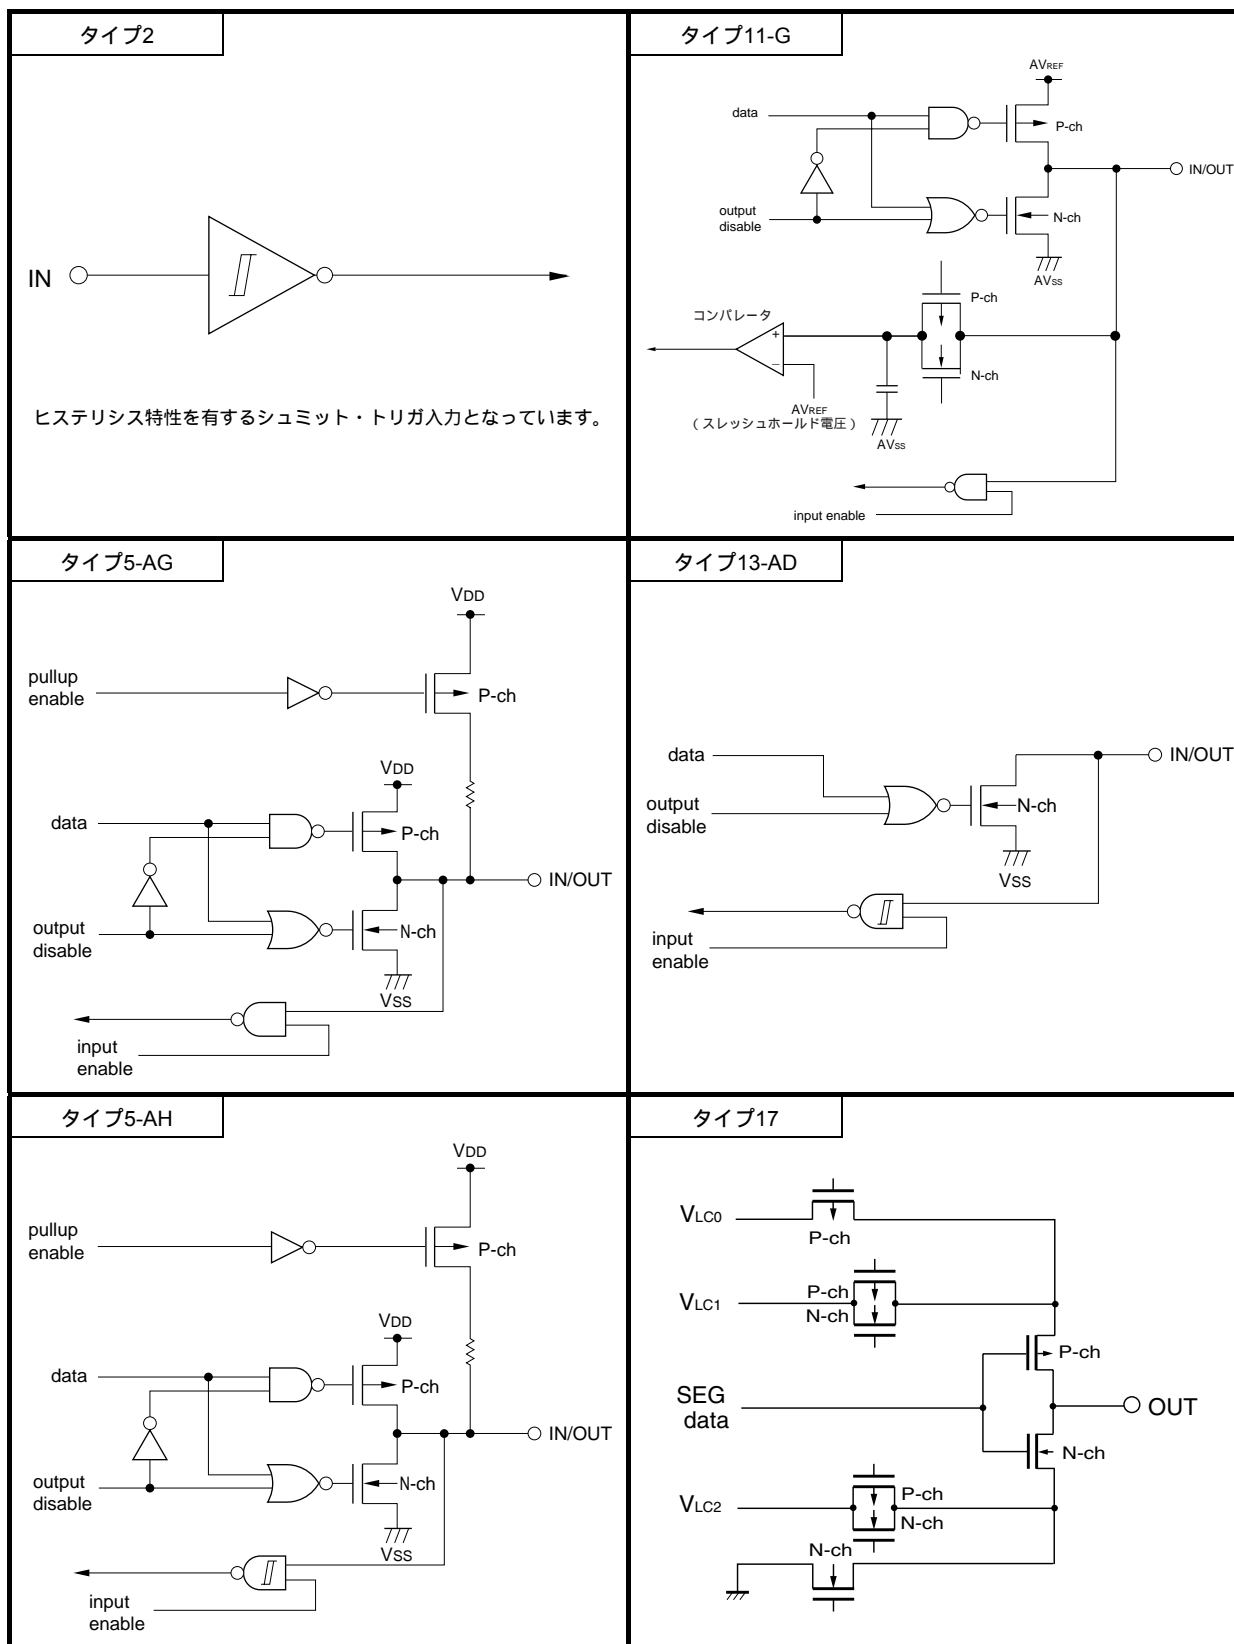 タイプ2
IN
ヒステリシス特性を有するシュミット・トリガ入力となっています。
タイプ11-G
AVREF
data
P-ch
IN/OUT
output
disable
N-ch
AVSS
P-ch
コンパレータ
+
−
N-ch
AVREF
(スレッシュホールド電圧)
AVSS
input enable
タイプ5-AG
VDD
pullup
enable
P-ch
VDD
data
P-ch
IN/OUT
output
disable
N-ch
VSS
input
enable
タイプ13-AD
data
IN/OUT
output
disable
N-ch
VSS
input
enable
タイプ5-AH
VDD
pullup
enable
P-ch
VDD
data
P-ch
IN/OUT
output
disable
N-ch
VSS
input
enable
タイプ17
VLC0
P-ch
VLC1
P-ch
N-ch
P-ch
SEG
data
OUT
N-ch
VLC2
P-ch
N-ch
N-ch